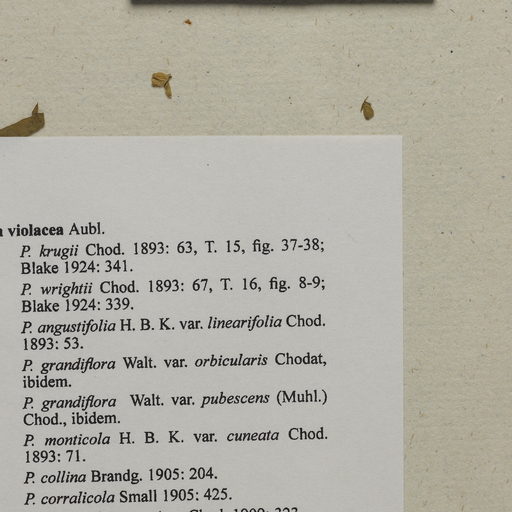 violacea Aubl.
P. krugii Chod. 1893: 63, T. 15, fig. 37-38;
Blake 1924: 341.
P. wrightii Chod. 1893: 67, T. 16, fig. 8-9;
Blake 1924: 339.
P. angustifolia H. B. K. var. linearifolia Chod.
1893: 53.
P. grandiflora Walt. var. orbicularis Chodat,
ibidem.
P. grandiflora Walt. var. pubescens (Muhl.)
Chod., ibidem.
P. monticola H. B. K. var. cuneata Chod.
1893: 71.
P. collina Brandg. 1905: 204.
P. corralicola Small 1905: 425.